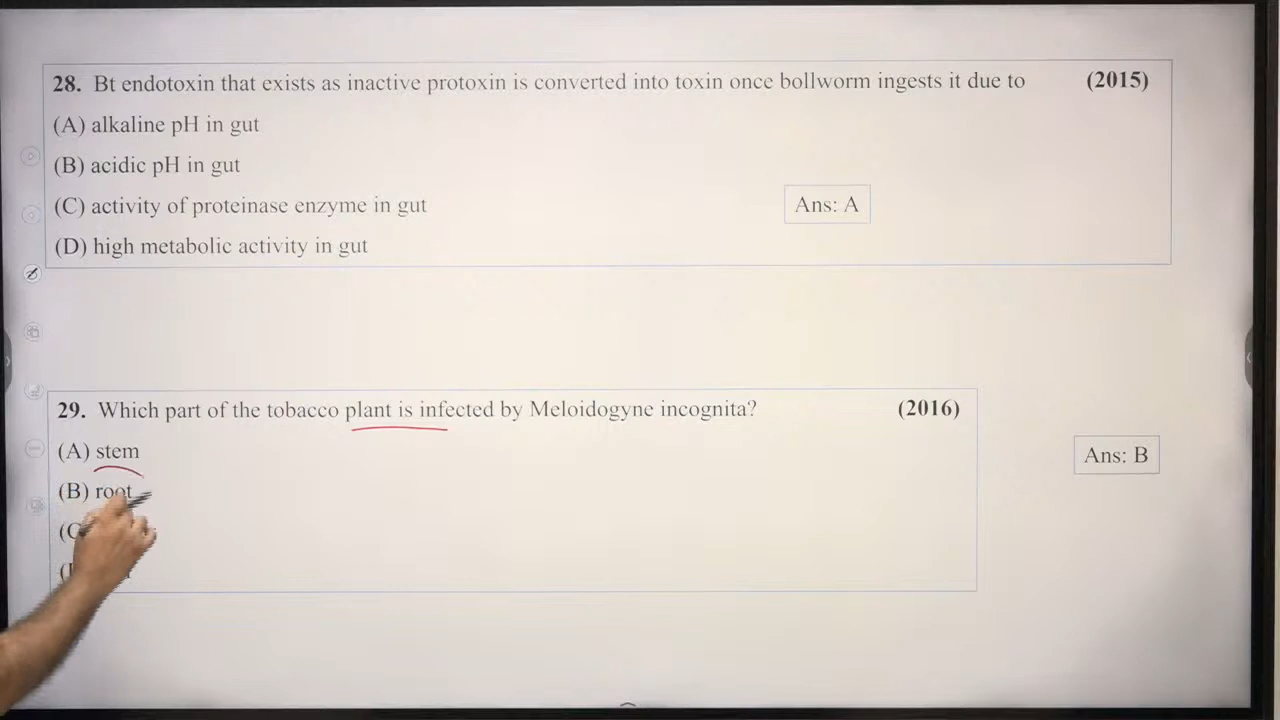 28. Bt endotoxin that exists as inactive protoxin is converted into toxin once bollworm ingests it due to (2015)
(A) alkaline pH in gut
(B) acidic pH in gut
(C) activity of proteinase enzyme in gut
Ans: A
(D) high metabolic activity in gut
29. Which part of the tobacco plant is infected by Meloidogyne incognita? (2016)
(A) stem
Ans: B
(B) root